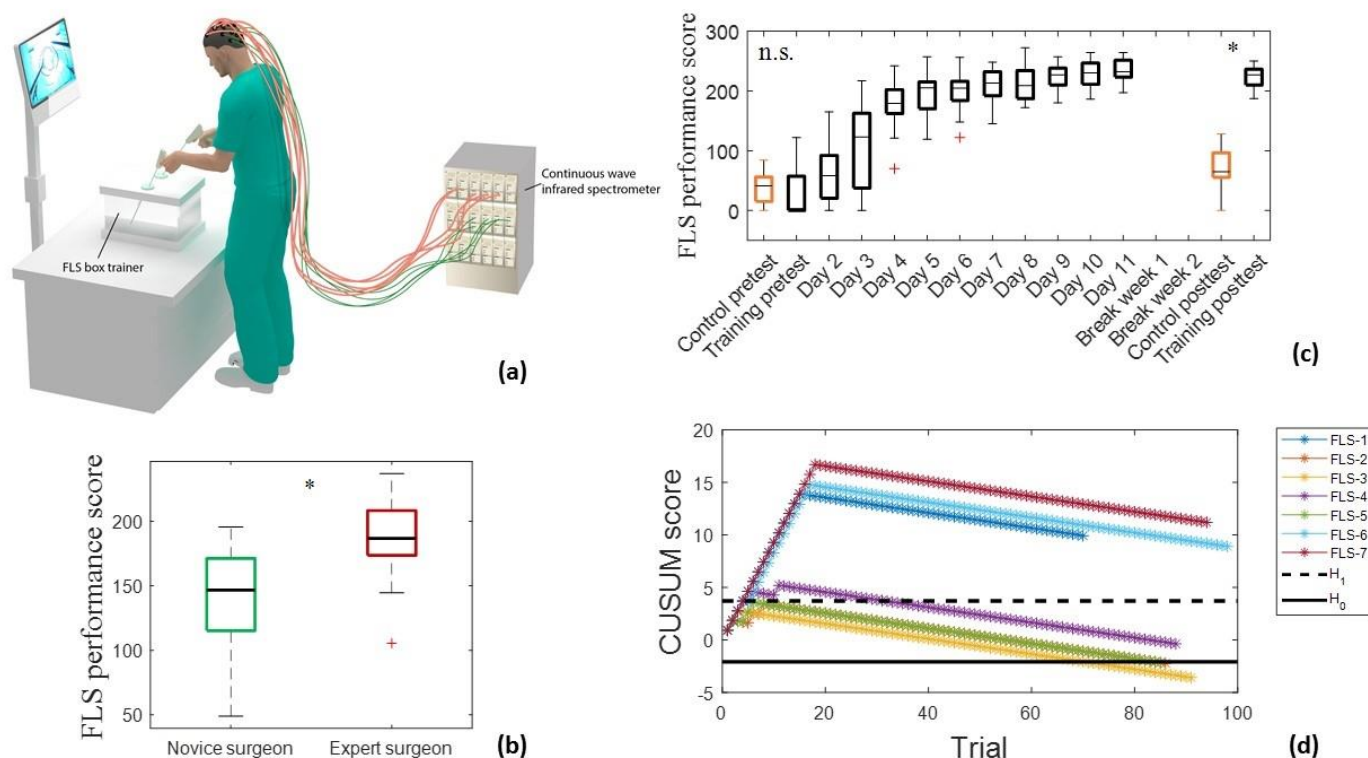 FLS box trainer
Continuous wave
infrared spectrometer
(a)
FLS performance score
300
200
100
0
n.s.
*
Control pretest
Training pretest
Day 2
Day 3
Day 4
Day 5
Day 6
Day 7
Day 8
Day 9
Day 10
Day 11
Break week 1
Break week 2
Control posttest
Training posttest
(c)
FLS performance score
200
150
100
50
*
Novice surgeon
Expert surgeon
(b)
CUSUM score
20
15
10
5
0
-5
0
20
40
60
80
100
Trial
FLS-1
FLS-2
FLS-3
FLS-4
FLS-5
FLS-6
FLS-7
H1
H0
(d)